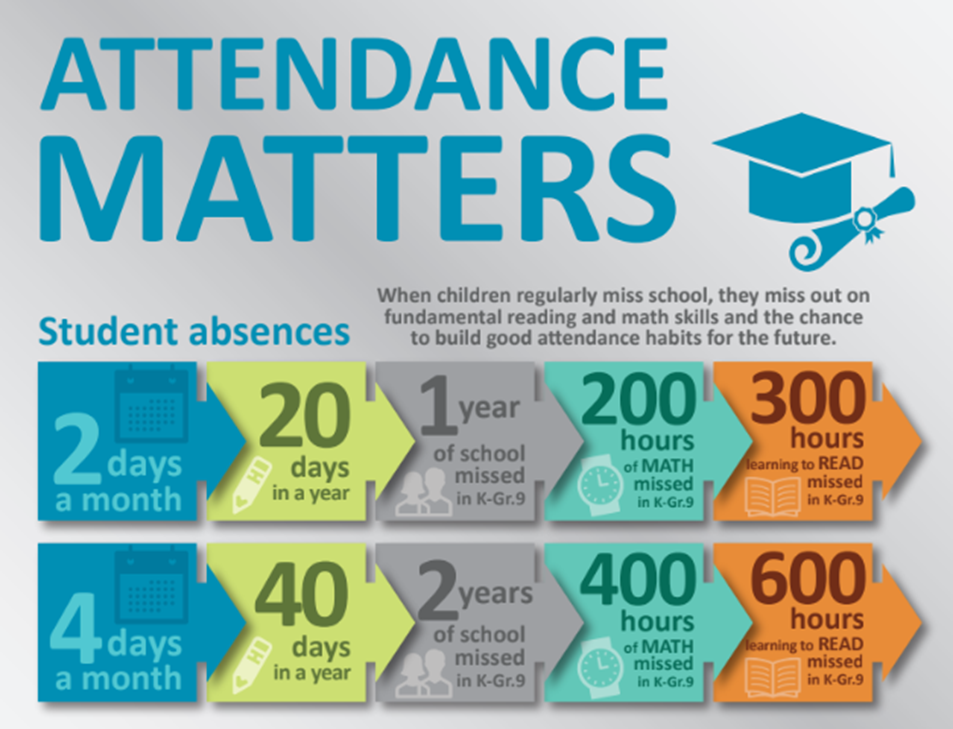 ATTENDANCE
MATTERS
When children regularly miss school, they miss out on
fundamental reading and math skills and the chance
to build good attendance habits for the future.
Student absences
2 days
a month
20
days
in a year
1 year
of school
missed
in K-Gr.9
200
hours
of MATH
missed
in K-Gr.9
300
hours
learning to READ
missed
in K-Gr.9
4 days
a month
40
days
in a year
2 years
of school
missed
in K-Gr.9
400
hours
of MATH
missed
in K-Gr.9
600
hours
learning to READ
missed
in K-Gr.9